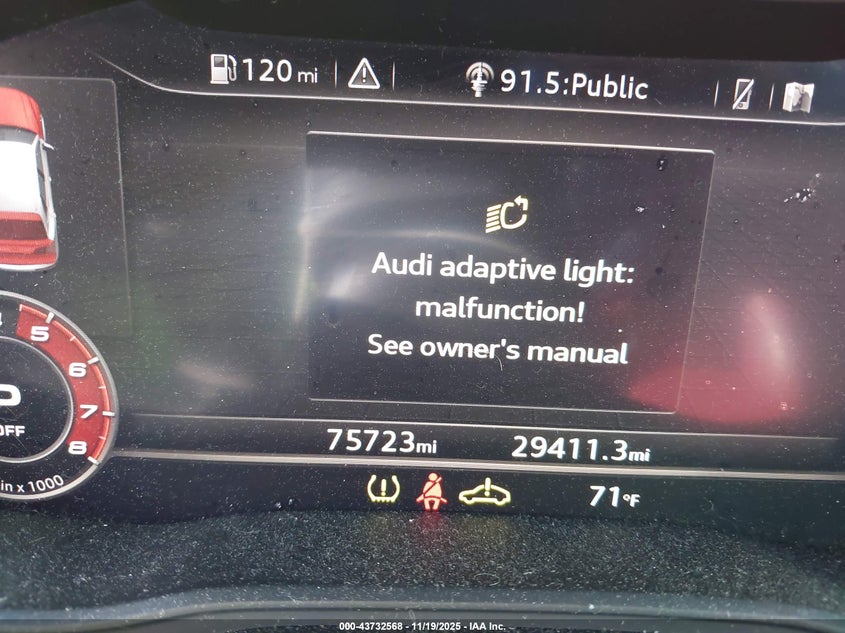 120 mi
91.5:Public
Audi adaptive light:
malfunction!
See owner's manual
5
6
7
8
OFF
in x 1000
75723mi
29411.3mi
71°F
000-43732568 - 11/19/2025 - IAA Inc.